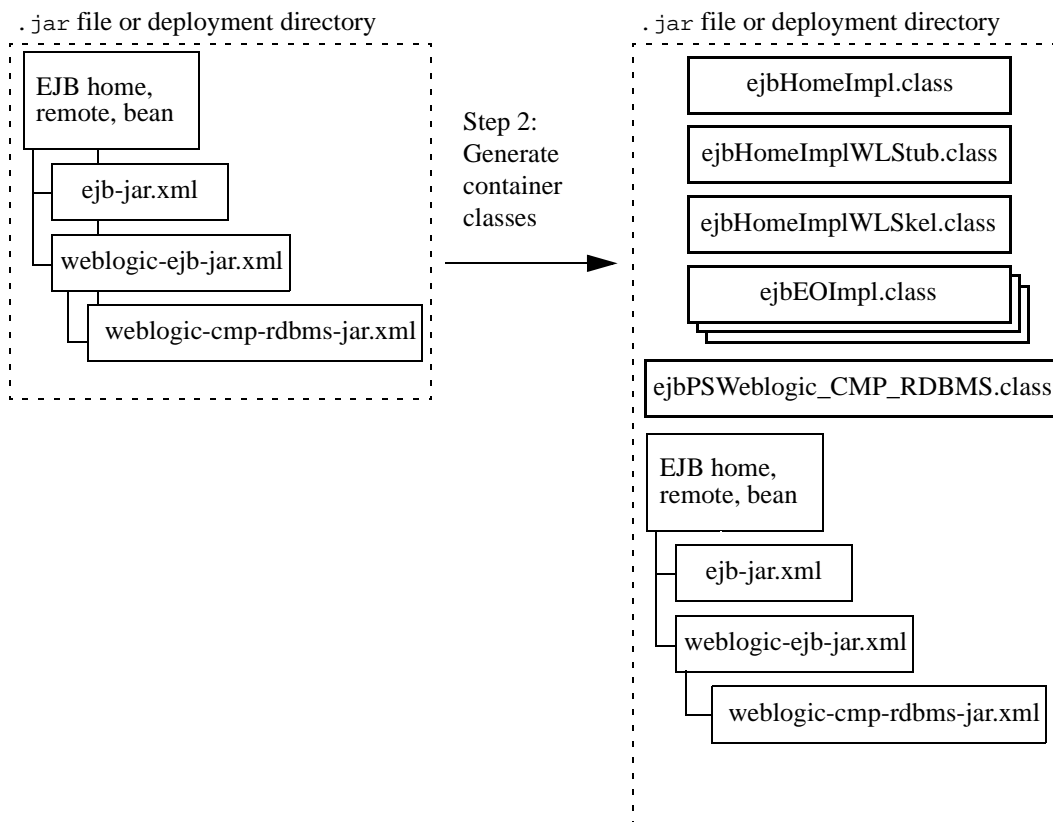 .jar file or deployment directory
EJB home,
remote, bean
ejb-jar.xml
weblogic-ejb-jar.xml
weblogic-cmp-rdbms-jar.xml
Step 2:
Generate
container
classes
.jar file or deployment directory
ejbHomeImpl.class
ejbHomeImplWLStub.class
ejbHomeImplWLSkel.class
ejbEOImpl.class
ejbPSWeblogic_CMP_RDBMS.class
EJB home,
remote, bean
ejb-jar.xml
weblogic-ejb-jar.xml
weblogic-cmp-rdbms-jar.xml